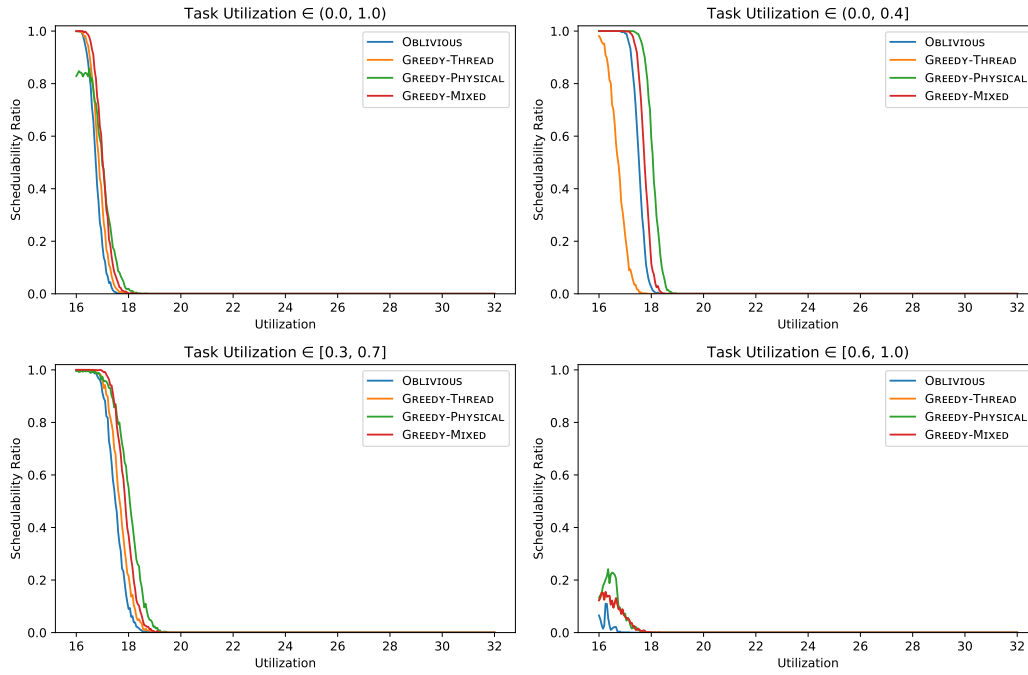 Task Utilization ∈ (0.0, 1.0)
Schedulability Ratio
1.0
0.8
0.6
0.4
0.2
0.0
16 18 20 22 24 26 28 30 32
Utilization
Oblivious
Greedy-Thread
Greedy-Physical
Greedy-Mixed
Task Utilization ∈ (0.0, 0.4]
Schedulability Ratio
1.0
0.8
0.6
0.4
0.2
0.0
16 18 20 22 24 26 28 30 32
Utilization
Oblivious
Greedy-Thread
Greedy-Physical
Greedy-Mixed
Task Utilization ∈ [0.3, 0.7]
Schedulability Ratio
1.0
0.8
0.6
0.4
0.2
0.0
16 18 20 22 24 26 28 30 32
Utilization
Oblivious
Greedy-Thread
Greedy-Physical
Greedy-Mixed
Task Utilization ∈ [0.6, 1.0)
Schedulability Ratio
1.0
0.8
0.6
0.4
0.2
0.0
16 18 20 22 24 26 28 30 32
Utilization
Oblivious
Greedy-Thread
Greedy-Physical
Greedy-Mixed